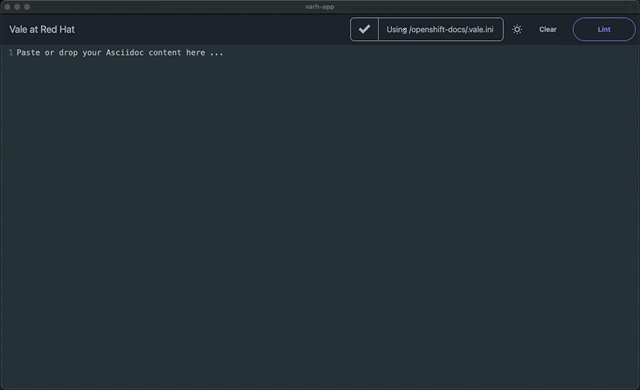 varh-app
Vale at Red Hat
Using /openshift-docs/.vale.ini
Clear
Lint
1 Paste or drop your Asciidoc content here ...